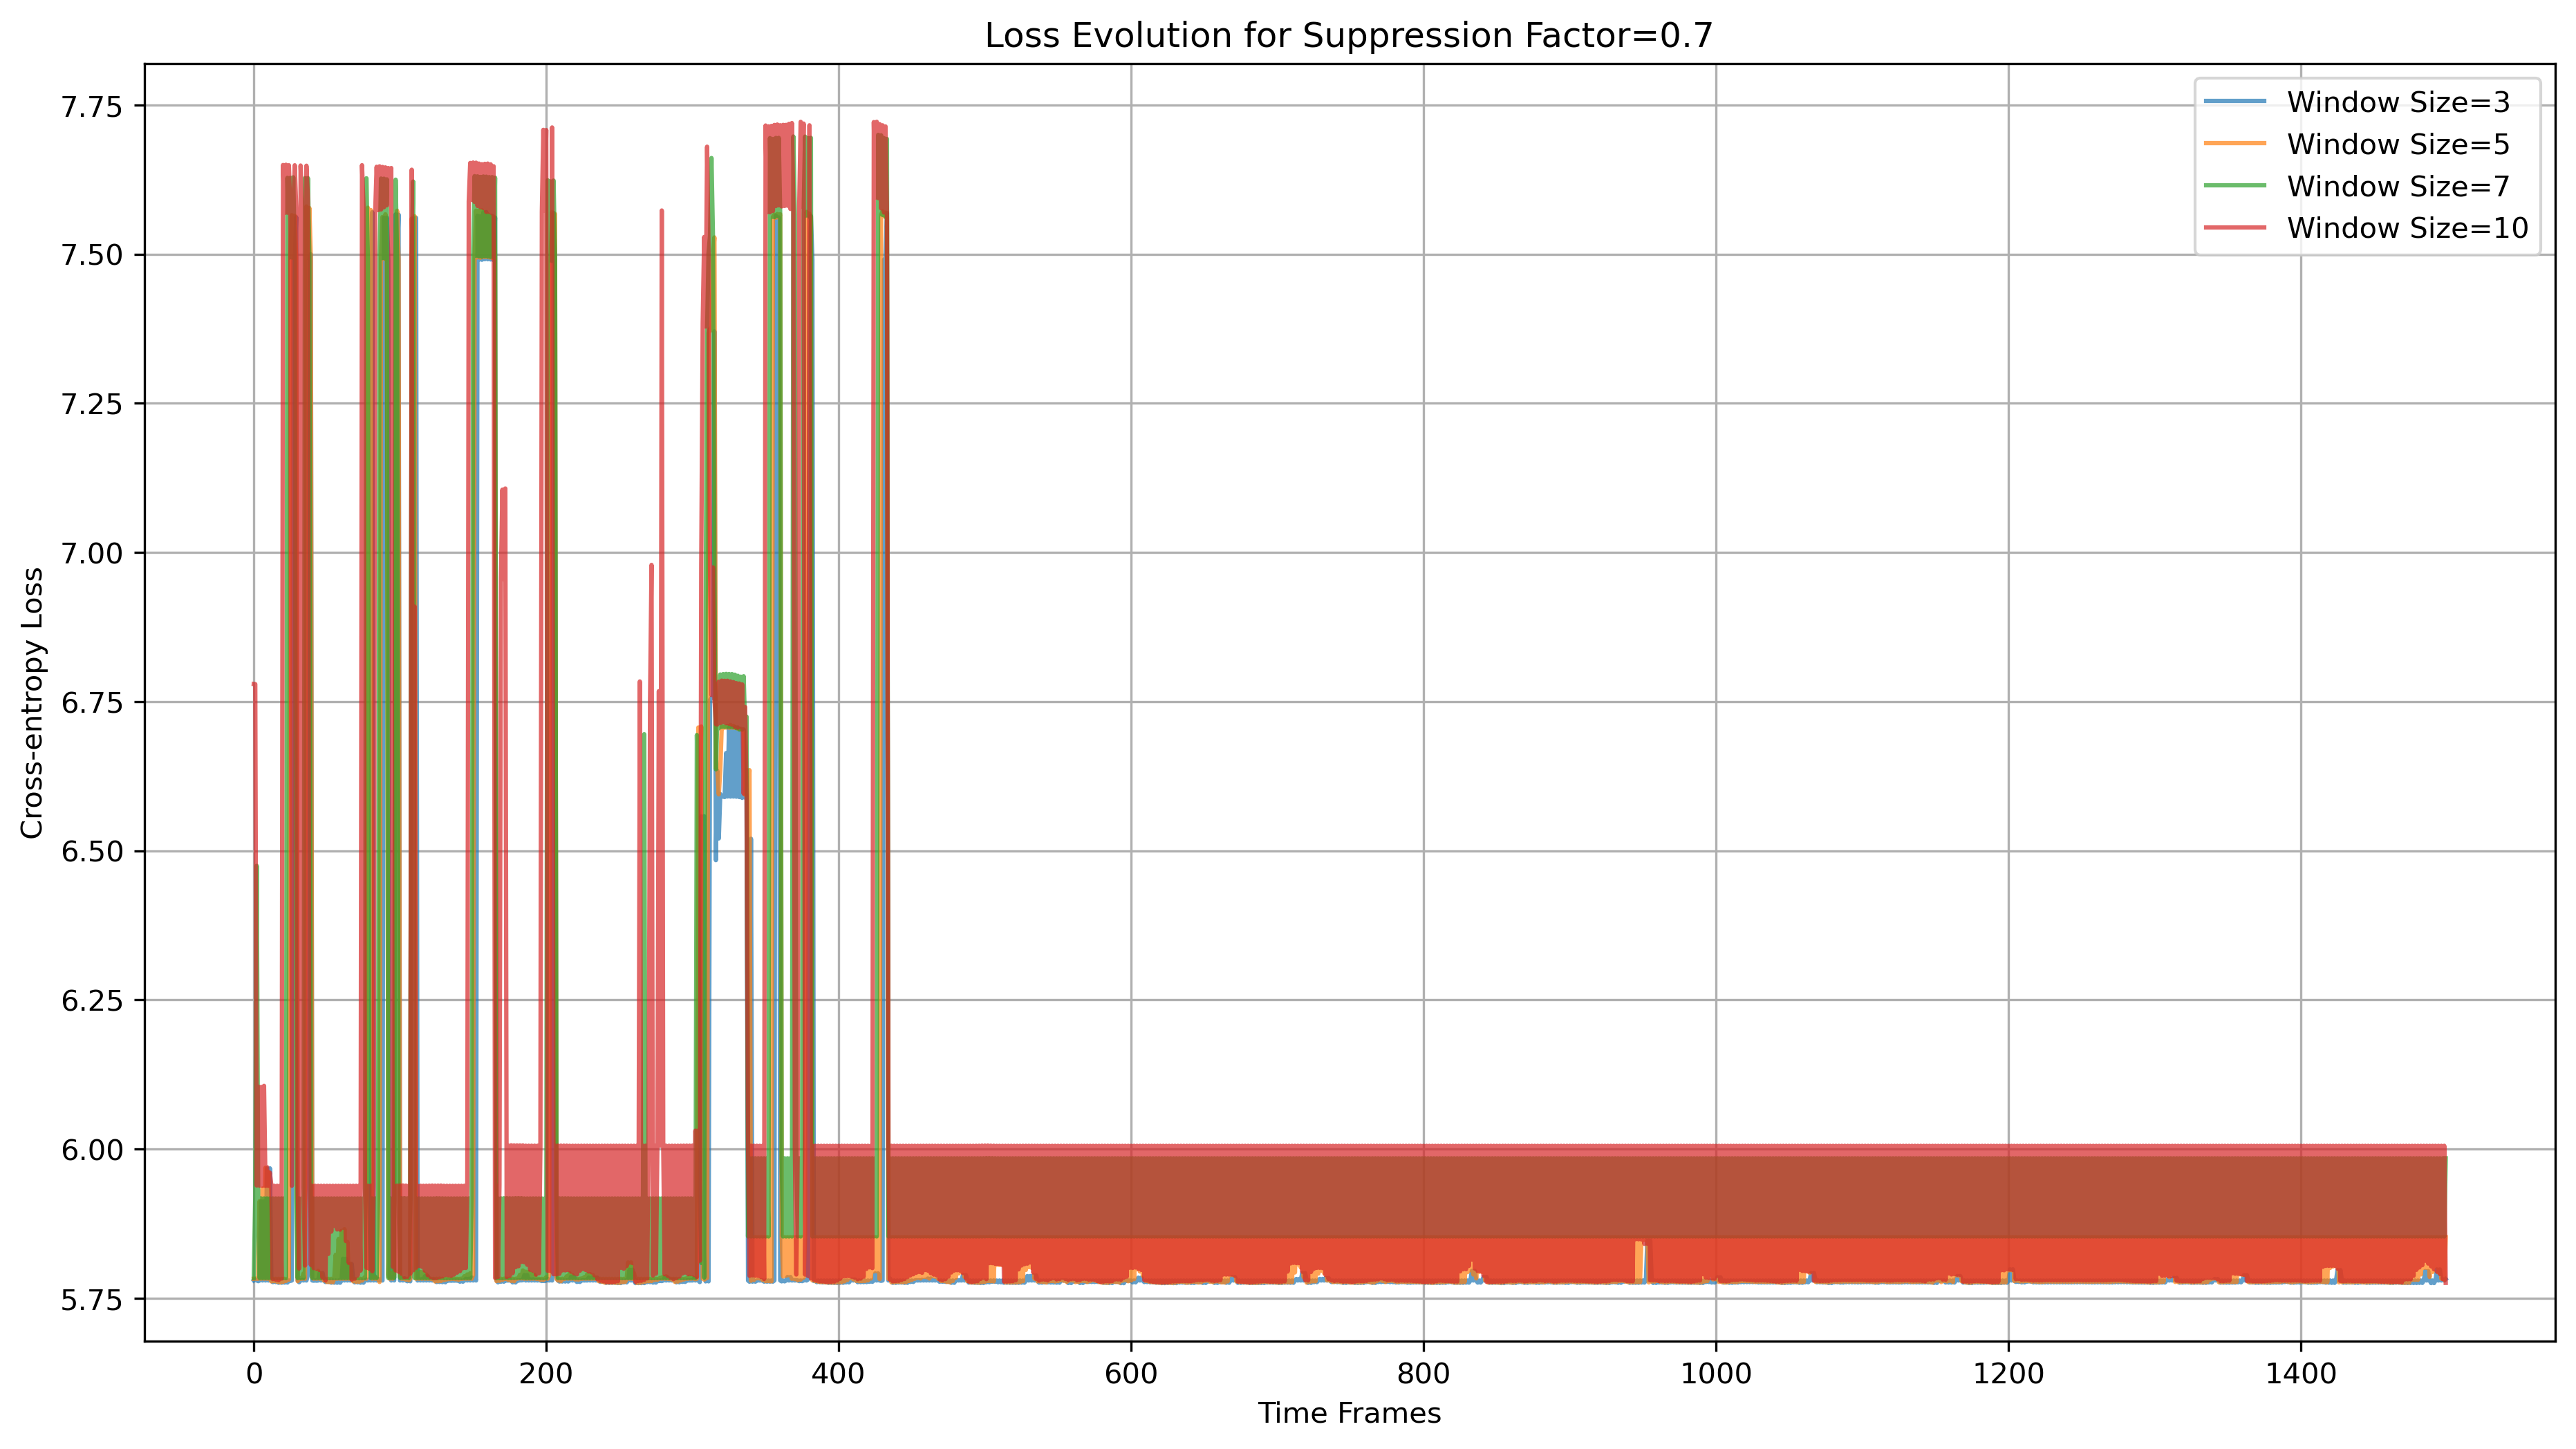 Loss Evolution for Suppression Factor=0.7
Window Size=3
Window Size=5
Window Size=7
Window Size=10
Cross-entropy Loss
7.75
7.50
7.25
7.00
6.75
6.50
6.25
6.00
5.75
0 200 400 600 800 1000 1200 1400
Time Frames